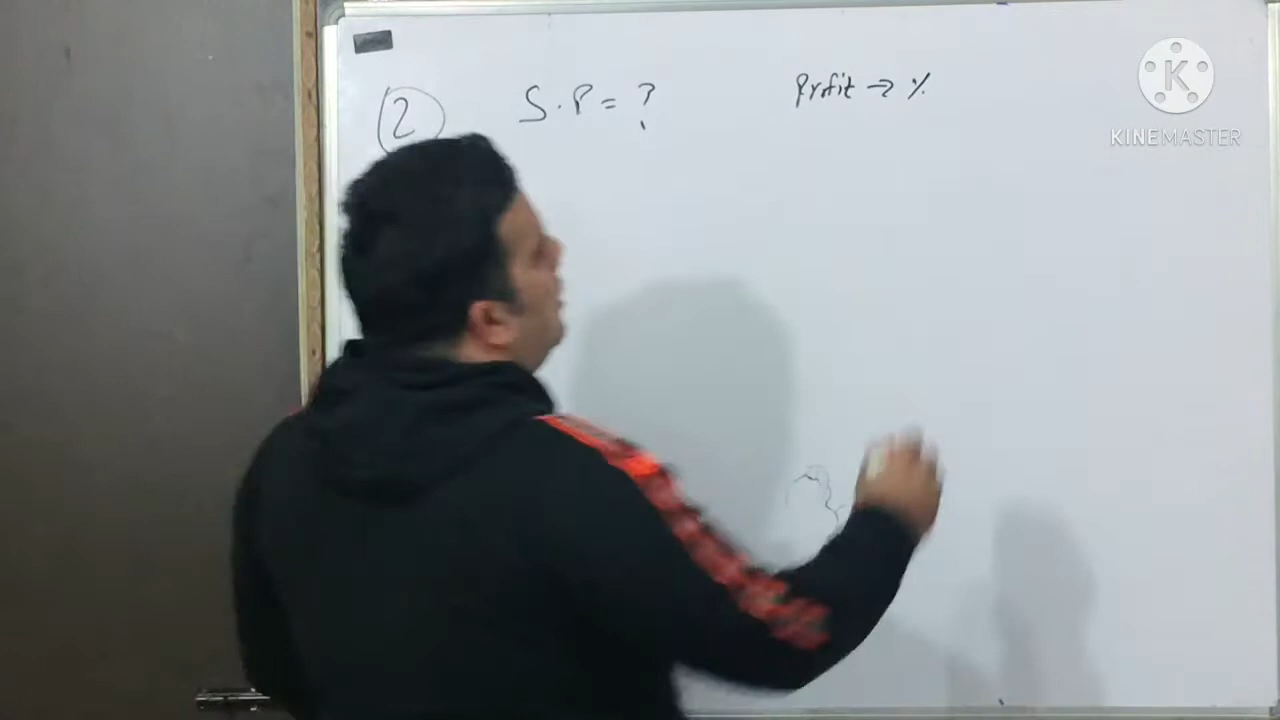 2 S.P = ? Profit → %
K
KINEMASTER